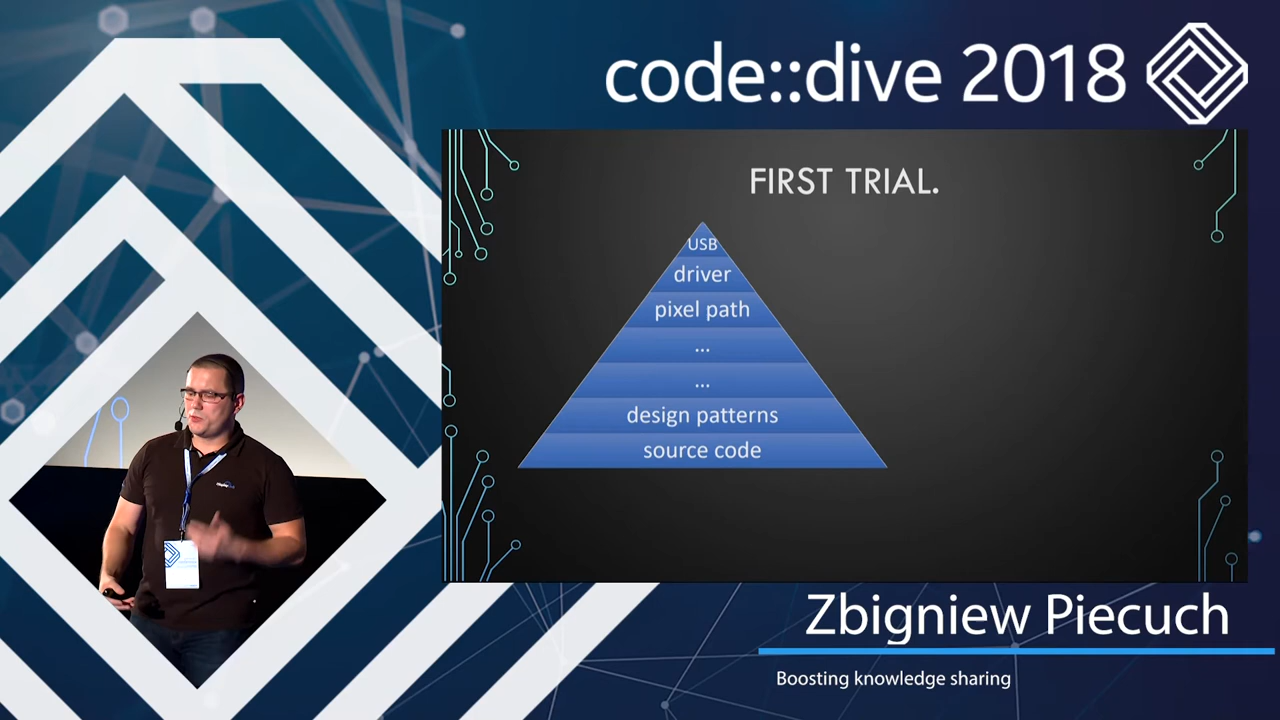 code::dive 2018
FIRST TRIAL.
USB
driver
pixel path
...
...
design patterns
source code
Zbigniew Piecuch
Boosting knowledge sharing